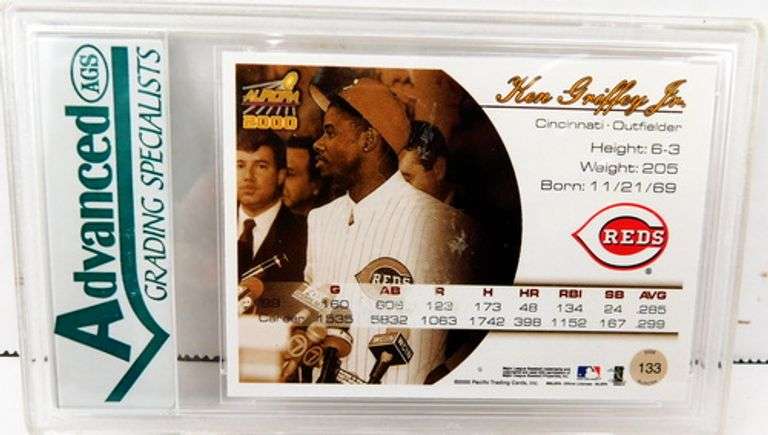 Advanced
AGS
GRADING SPECIALISTS
AURORA
2000
Ken Griffey Jr.
Cincinnati · Outfielder
Height: 6-3
Weight: 205
Born: 11/21/69
REDS
®
REDS
G AB R H HR RBI SB AVG
160 606 123 173 48 134 24 .285
Career 1535 5832 1063 1742 398 1152 167 .299
©2000 Pacific Trading Cards, Inc.
133